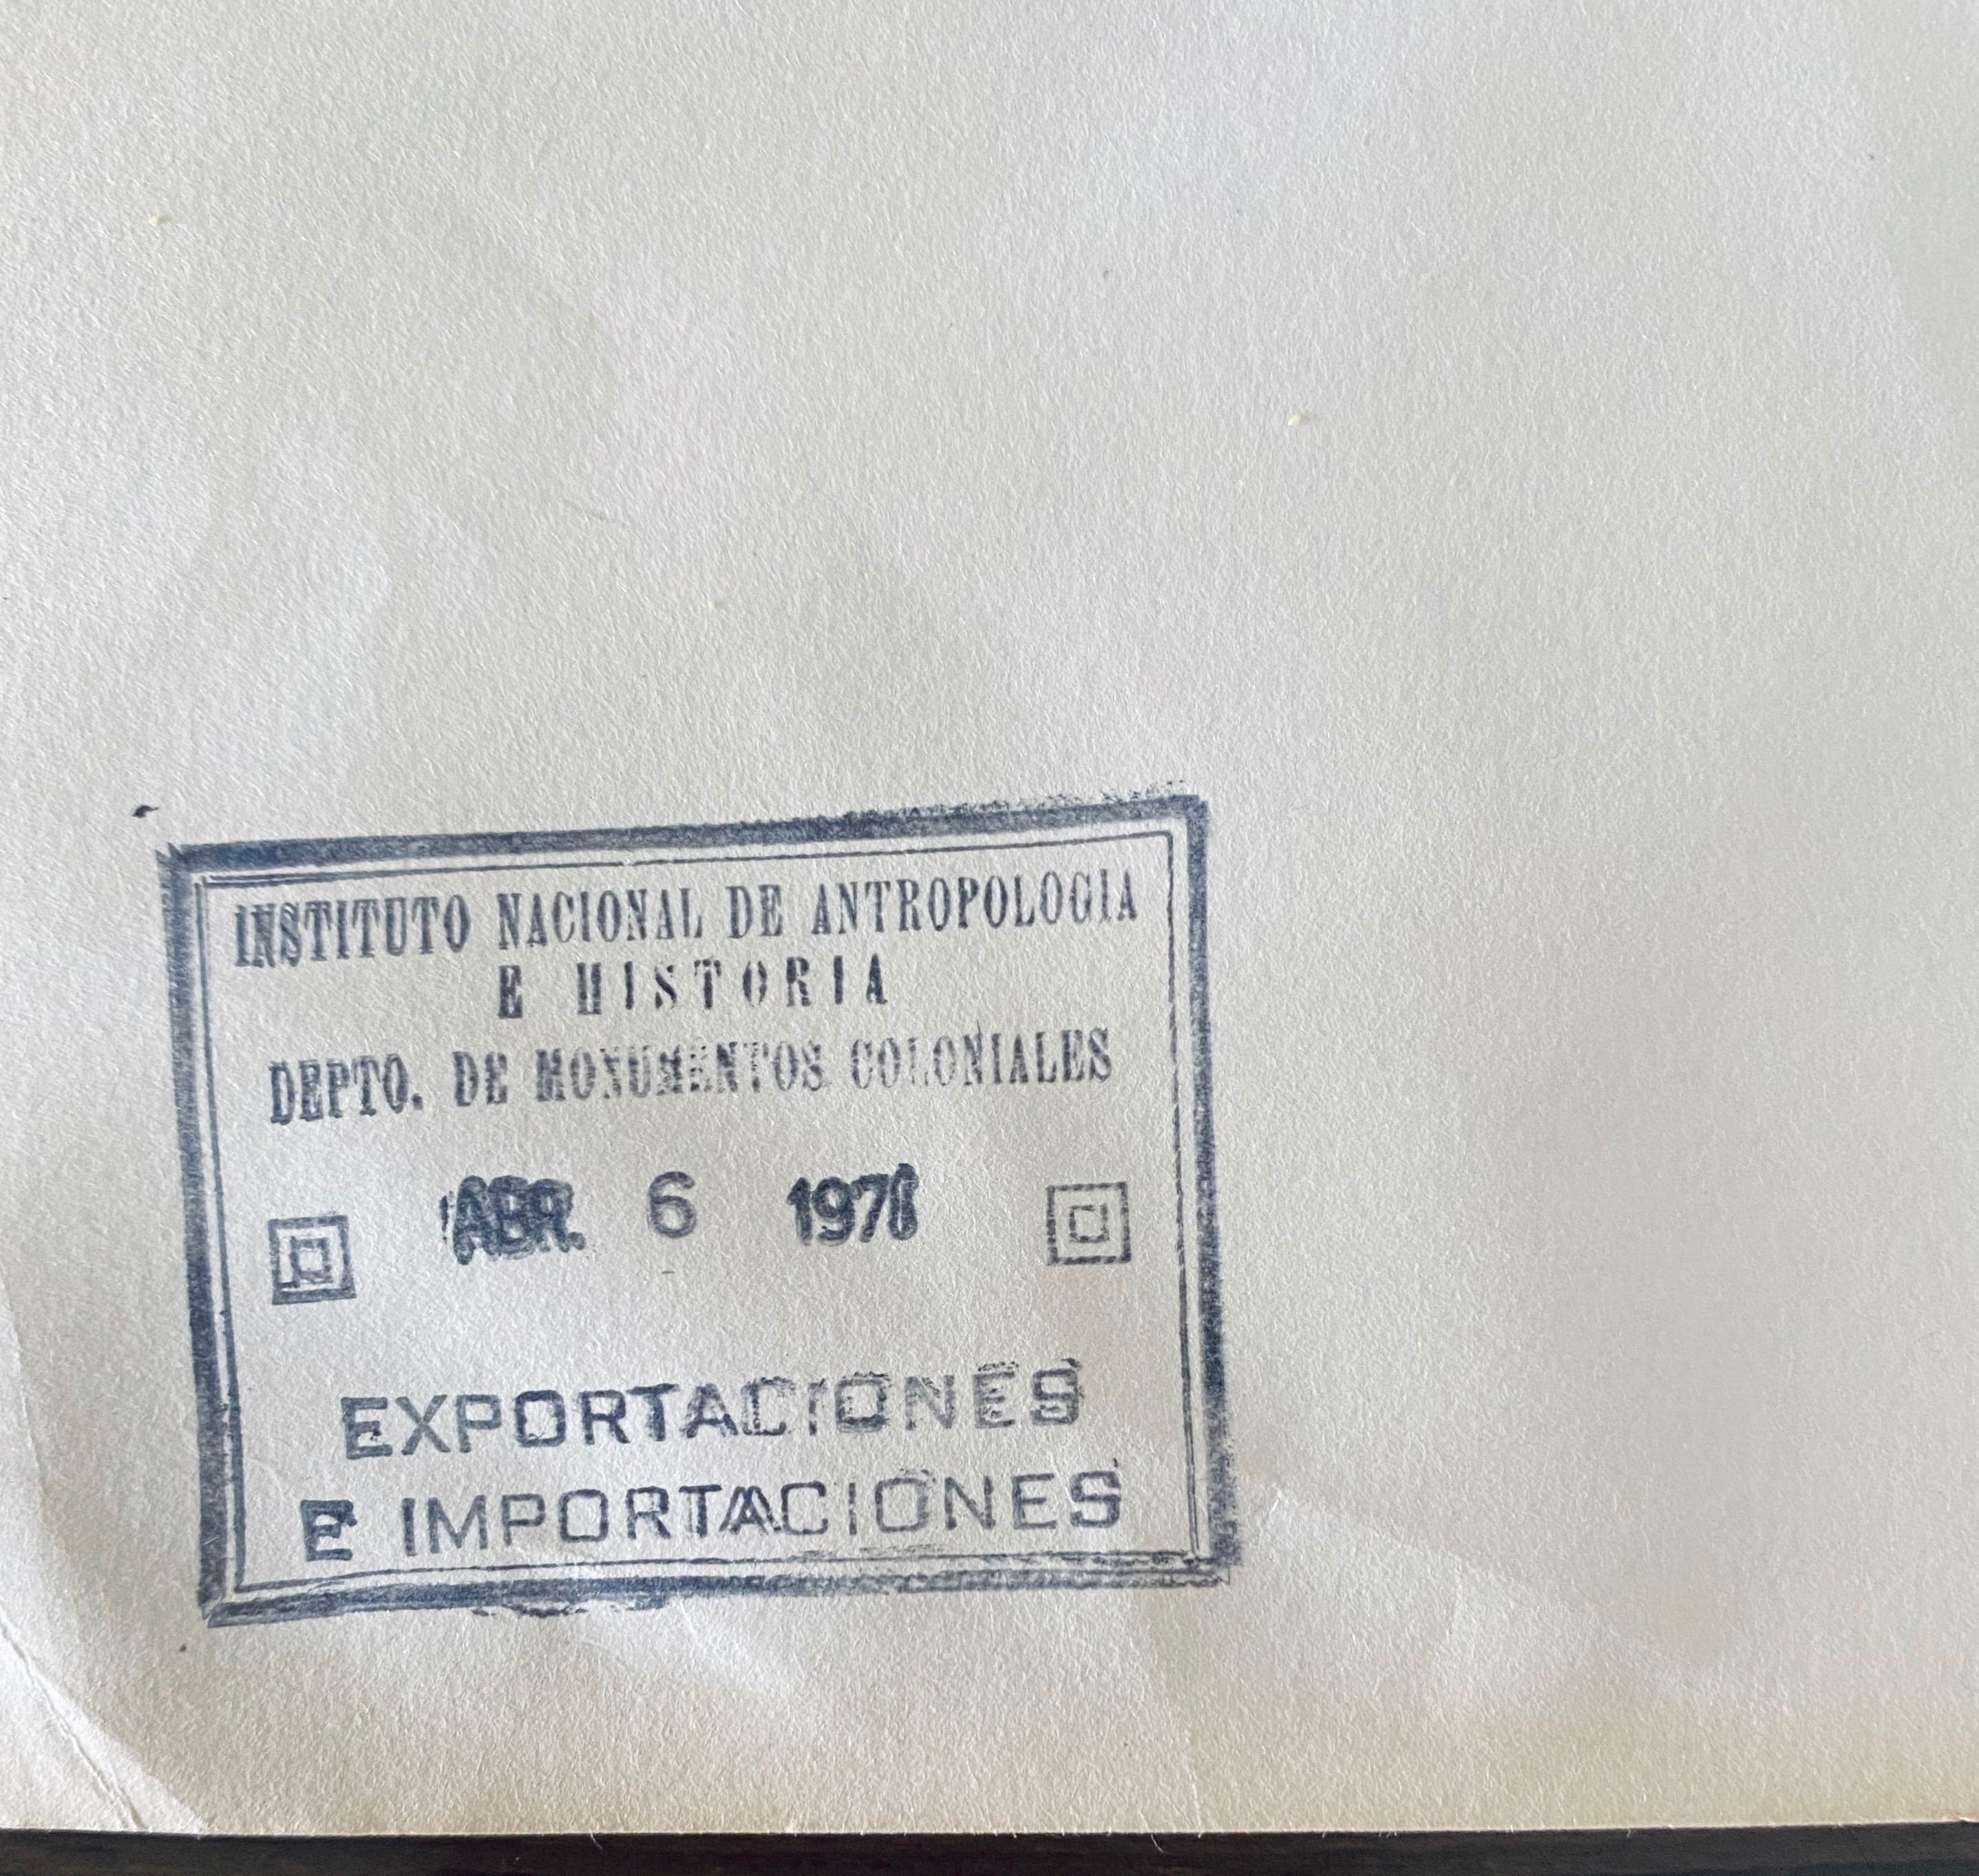 INSTITUTO NACIONAL DE ANTROPOLOGIA
E HISTORIA
DEPTO. DE MONUMENTOS COLONIALES
ABR. 6
EXPORTACIONES
E IMPORTACIONES